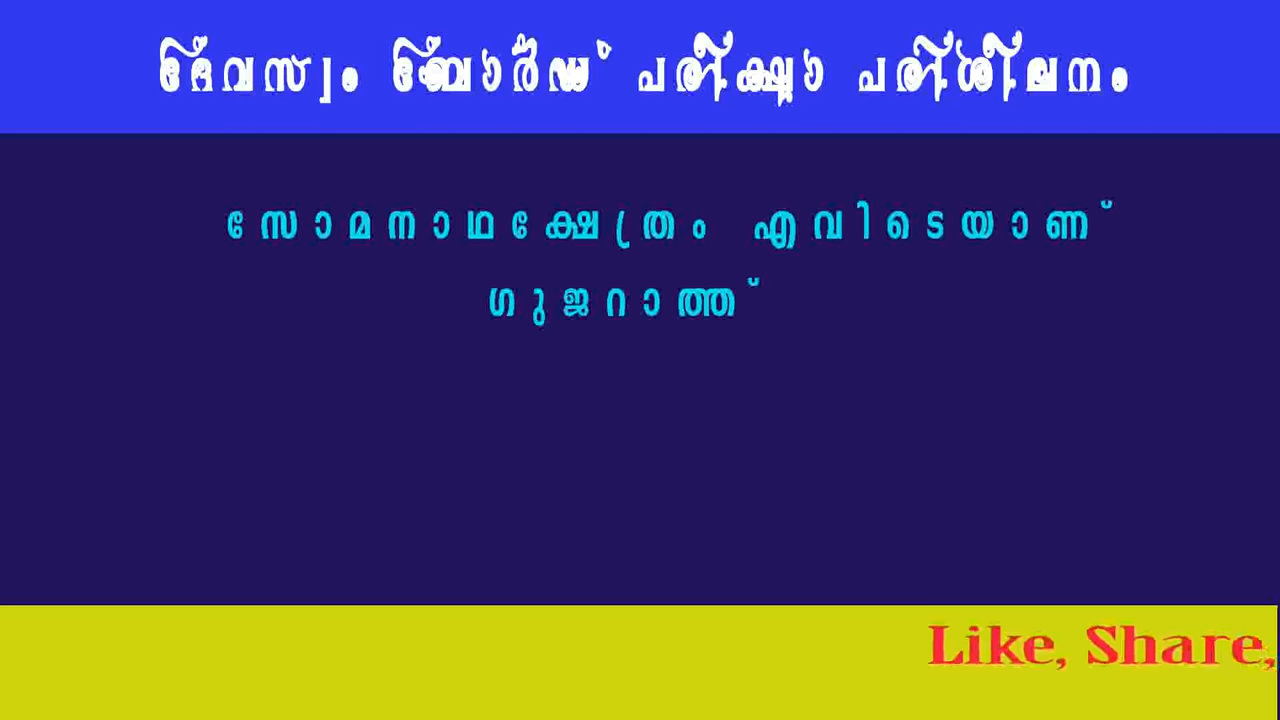 ദേവസ്വം ബോർഡ് പരീക്ഷാ പരിശീലനം
സോമനാഥക്ഷേത്രം എവിടെയാണ്
ഗുജറാത്ത്
Like, Share,